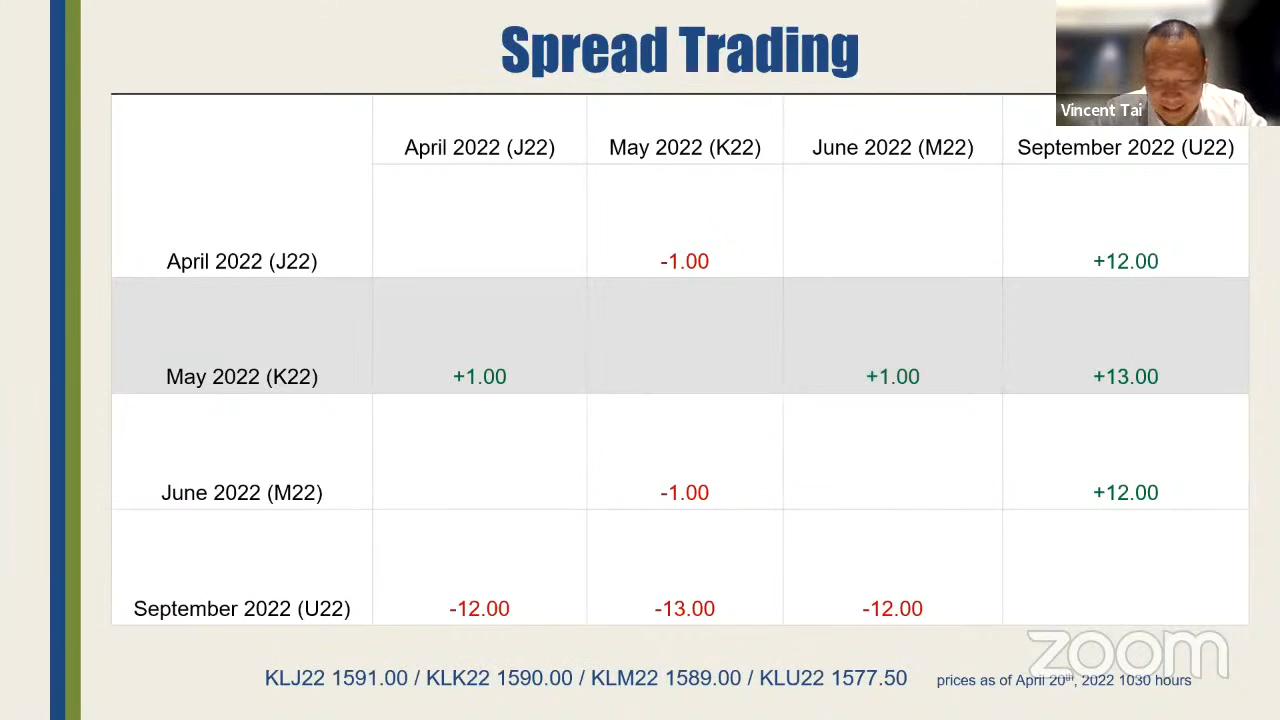 Spread Trading
Vincent Tai
April 2022 (J22) May 2022 (K22) June 2022 (M22) September 2022 (U22)
April 2022 (J22) -1.00 +12.00
May 2022 (K22) +1.00 +1.00 +13.00
June 2022 (M22) -1.00 +12.00
September 2022 (U22) -12.00 -13.00 -12.00
zoom
KLJ22 1591.00 / KLK22 1590.00 / KLM22 1589.00 / KLU22 1577.50 prices as of April 20th, 2022 1030 hours